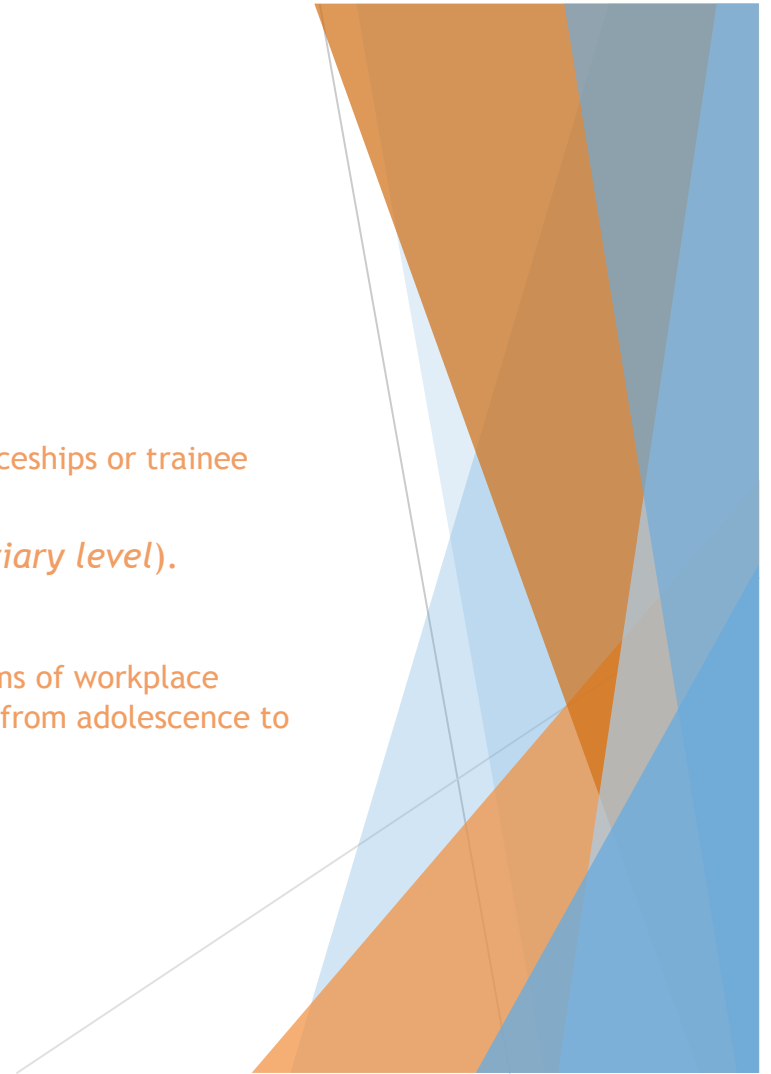 ceships or trainee
iary level).
ns of workplace
from adolescence to